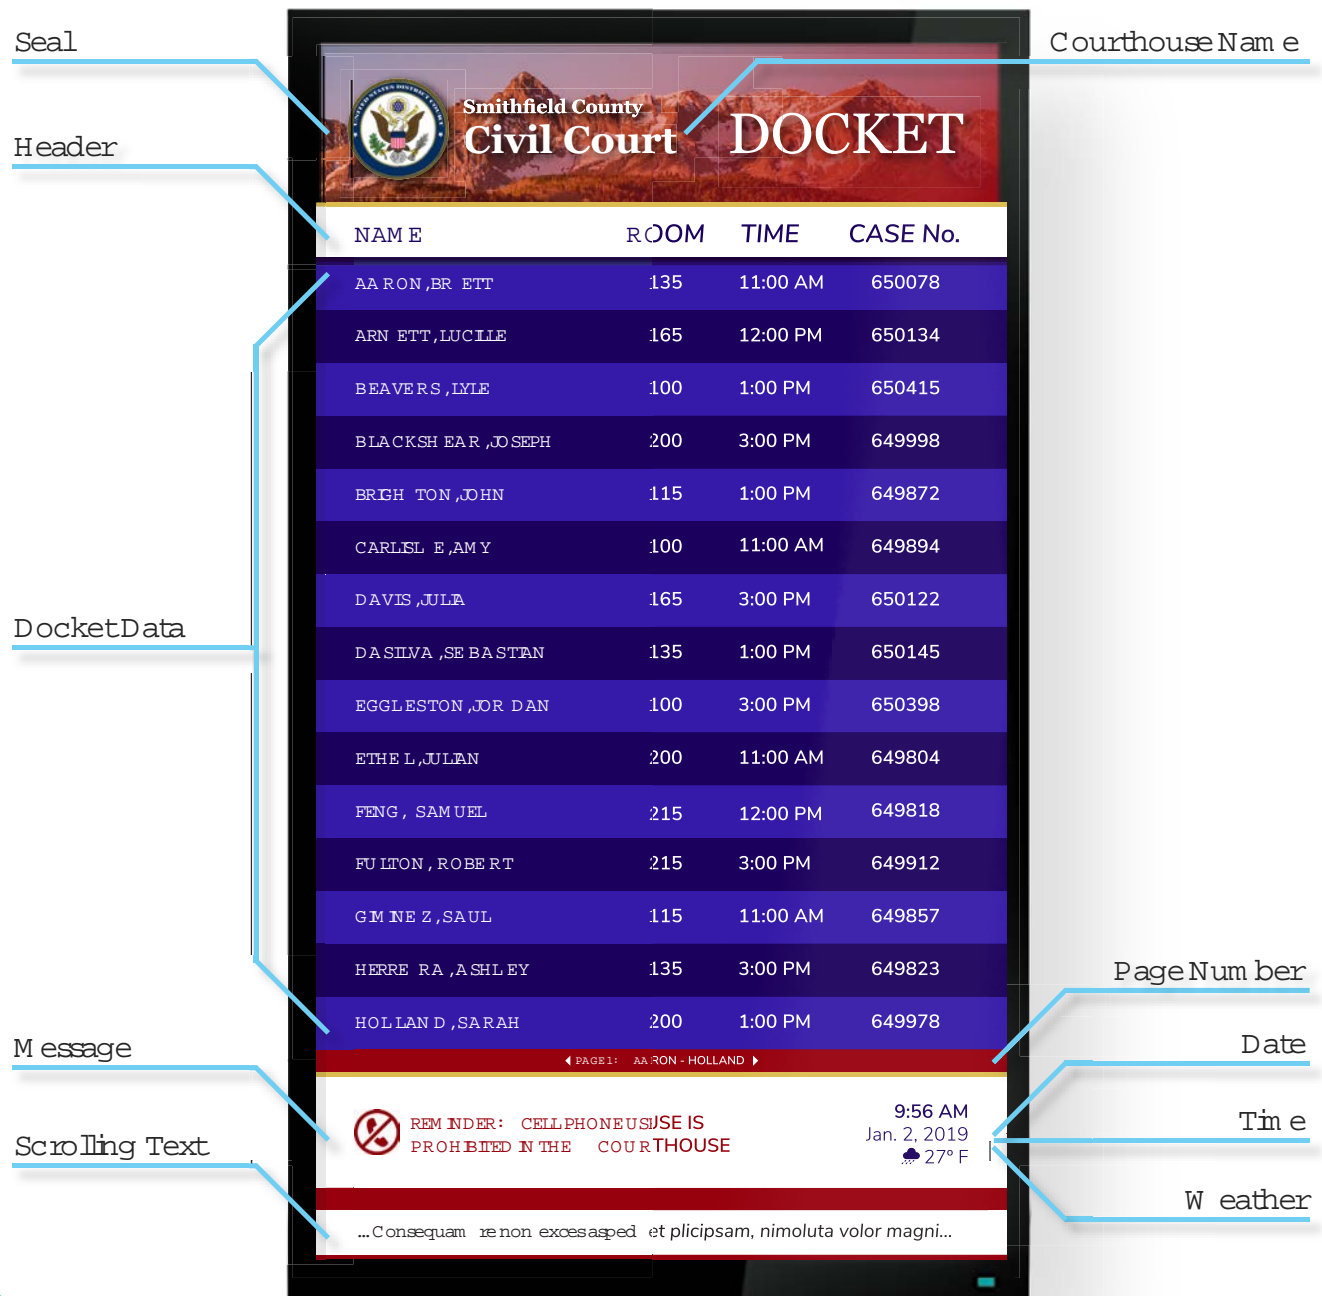 Seal
Courthouse Name
Header
Smithfield County
Civil Court
DOCKET
NAME ROOM TIME CASE No.
AARON, BRETT 135 11:00 AM 650078
ARNETT, LUCILLE 165 12:00 PM 650134
BEAVERS, LYLE 100 1:00 PM 650415
BLACKSHEAR, JOSEPH 200 3:00 PM 649998
BRIGHTON, JOHN 115 1:00 PM 649872
CARLISLE, AMY 100 11:00 AM 649894
DAVIS, JULIA 165 3:00 PM 650122
Docket Data
DASILVA, SEBASTIAN 135 1:00 PM 650145
EGGLESTON, JORDAN 100 3:00 PM 650398
ETHEL, JULIAN 200 11:00 AM 649804
FENG, SAMUEL 215 12:00 PM 649818
FULTON, ROBERT 215 3:00 PM 649912
GIMINEZ, SAUL 115 11:00 AM 649857
HERRERA, ASHLEY 135 3:00 PM 649823
Page Number
HOLLAND, SARAH 200 1:00 PM 649978
Message
PAGE 1: AARON - HOLLAND
Date
REMINDER: CELL PHONE USE IS
PROHIBITED IN THE COURTHOUSE
9:56 AM
Jan. 2, 2019
27° F
Time
Scrolling Text
Weather
...Consequam re non exces asped et plicipsam, nimoluta volor magni...